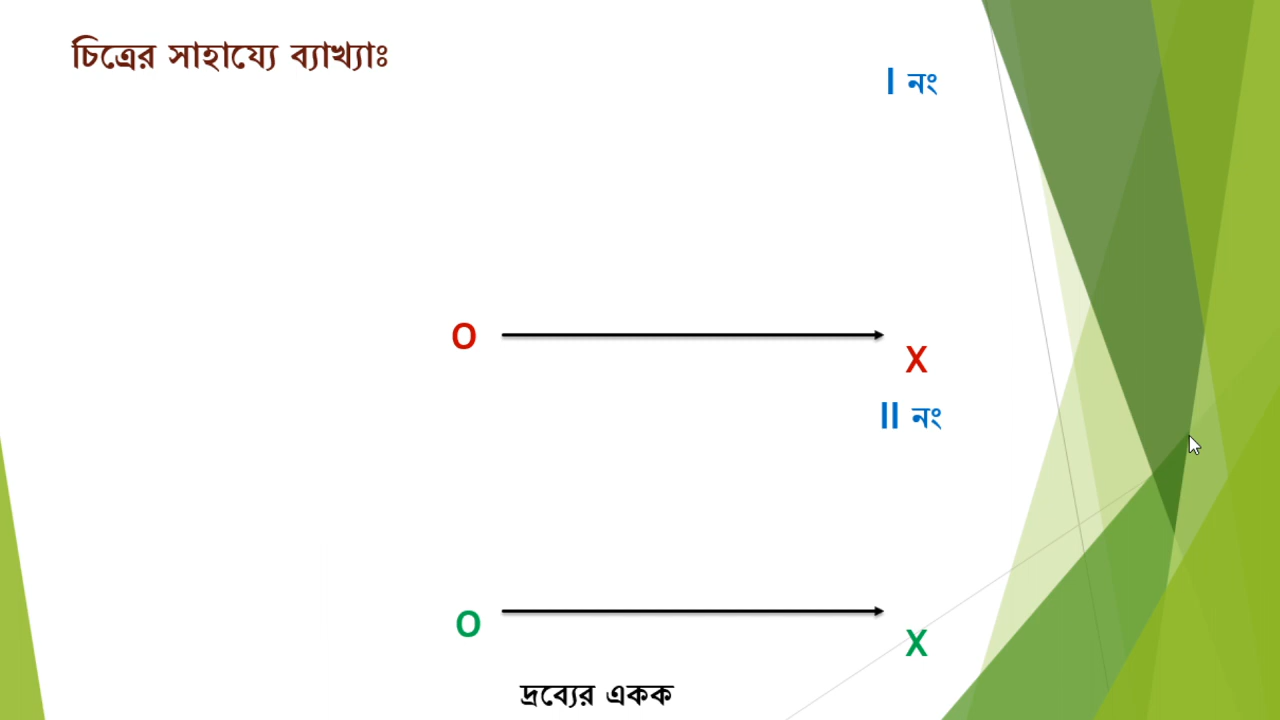 চিত্রের সাহায্যে ব্যাখ্যাঃ
I নং
O
X
II নং
O
X
দ্রব্যের একক